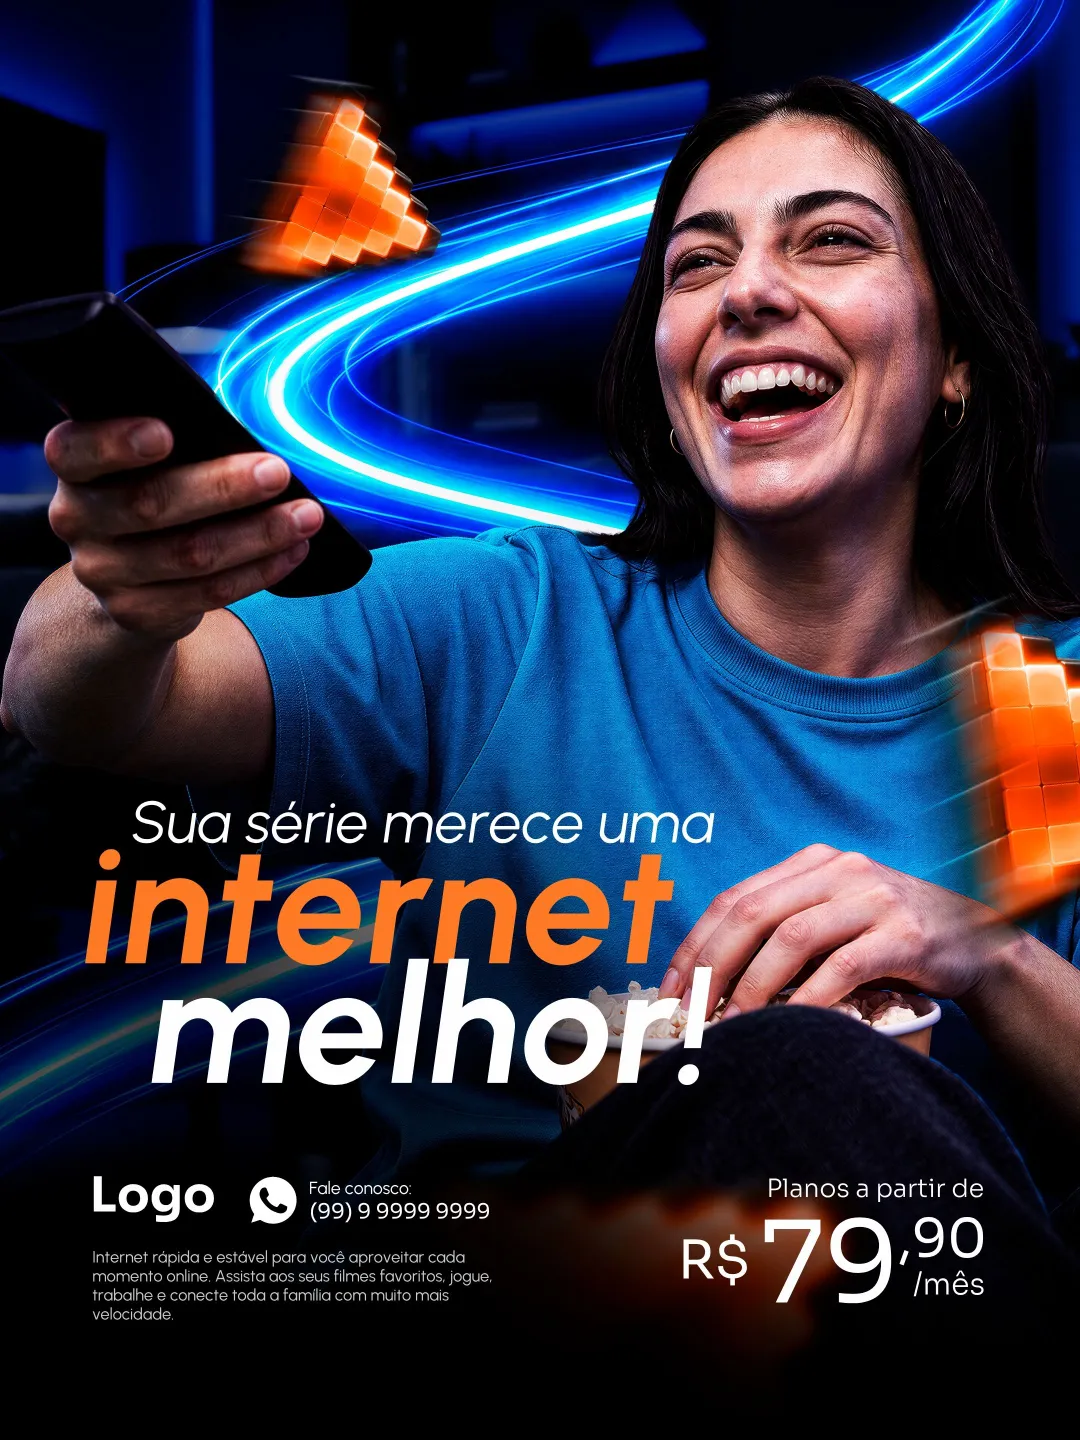 Sua série merece uma
internet
melhor!
Logo
Fale conosco:
(99) 9 9999 9999
Internet rápida e estável para você aproveitar cada
momento online. Assista aos seus filmes favoritos, jogue,
trabalhe e conecte toda a família com muito mais
velocidade.
Planos a partir de
R$ 79,90
/mês